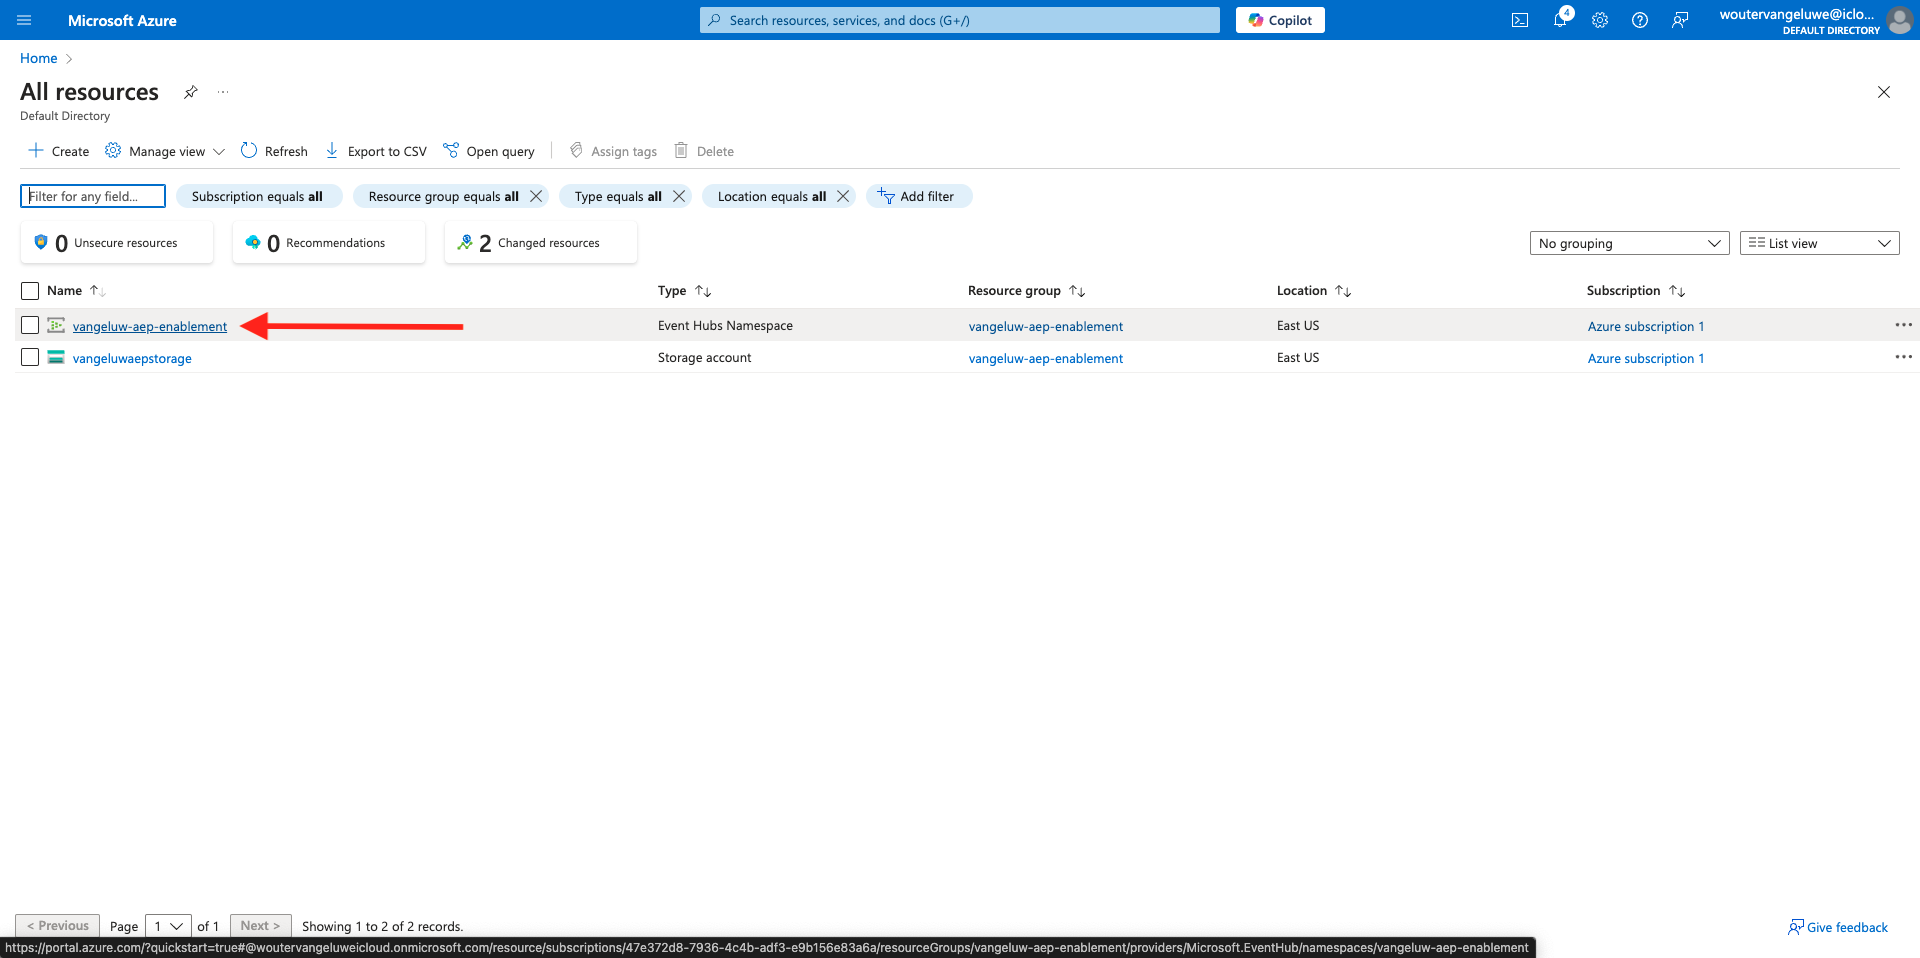 Microsoft Azure
Search resources, services, and docs (G+/)
Copilot
4
woutervangeluwe@iclo...
DEFAULT DIRECTORY
Home
All resources
Default Directory
Create
Manage view
Refresh
Export to CSV
Open query
Assign tags
Delete
Filter for any field...
Subscription equals all
Resource group equals all
Type equals all
Location equals all
Add filter
0 Unsecure resources
0 Recommendations
2 Changed resources
No grouping
List view
Name
Type
Resource group
Location
Subscription
vangeluw-aep-enablement
Event Hubs Namespace
vangeluw-aep-enablement
East US
Azure subscription 1
vangeluwaepstorage
Storage account
vangeluw-aep-enablement
East US
Azure subscription 1
< Previous
Page
1
of 1
Next >
Showing 1 to 2 of 2 records.
Give feedback
https://portal.azure.com/?quickstart=true#@woutervangeluweicloud.onmicrosoft.com/resource/subscriptions/47e372d8-7936-4c4b-adf3-e9b156e83a6a/resourceGroups/vangeluw-aep-enablement/providers/Microsoft.EventHub/namespaces/vangeluw-aep-enablement